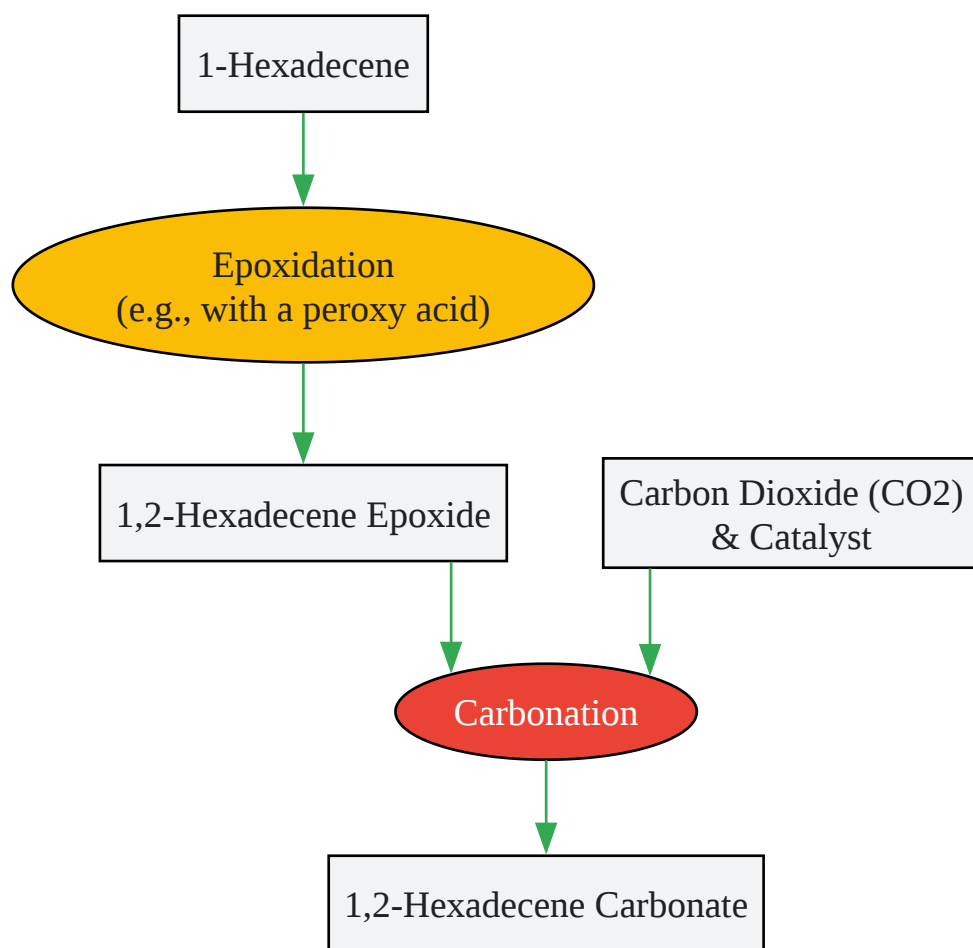 1-Hexadecene
Epoxidation
(e.g., with a peroxy acid)
1,2-Hexadecene Epoxide
Carbon Dioxide (CO2)
& Catalyst
Carbonation
1,2-Hexadecene Carbonate